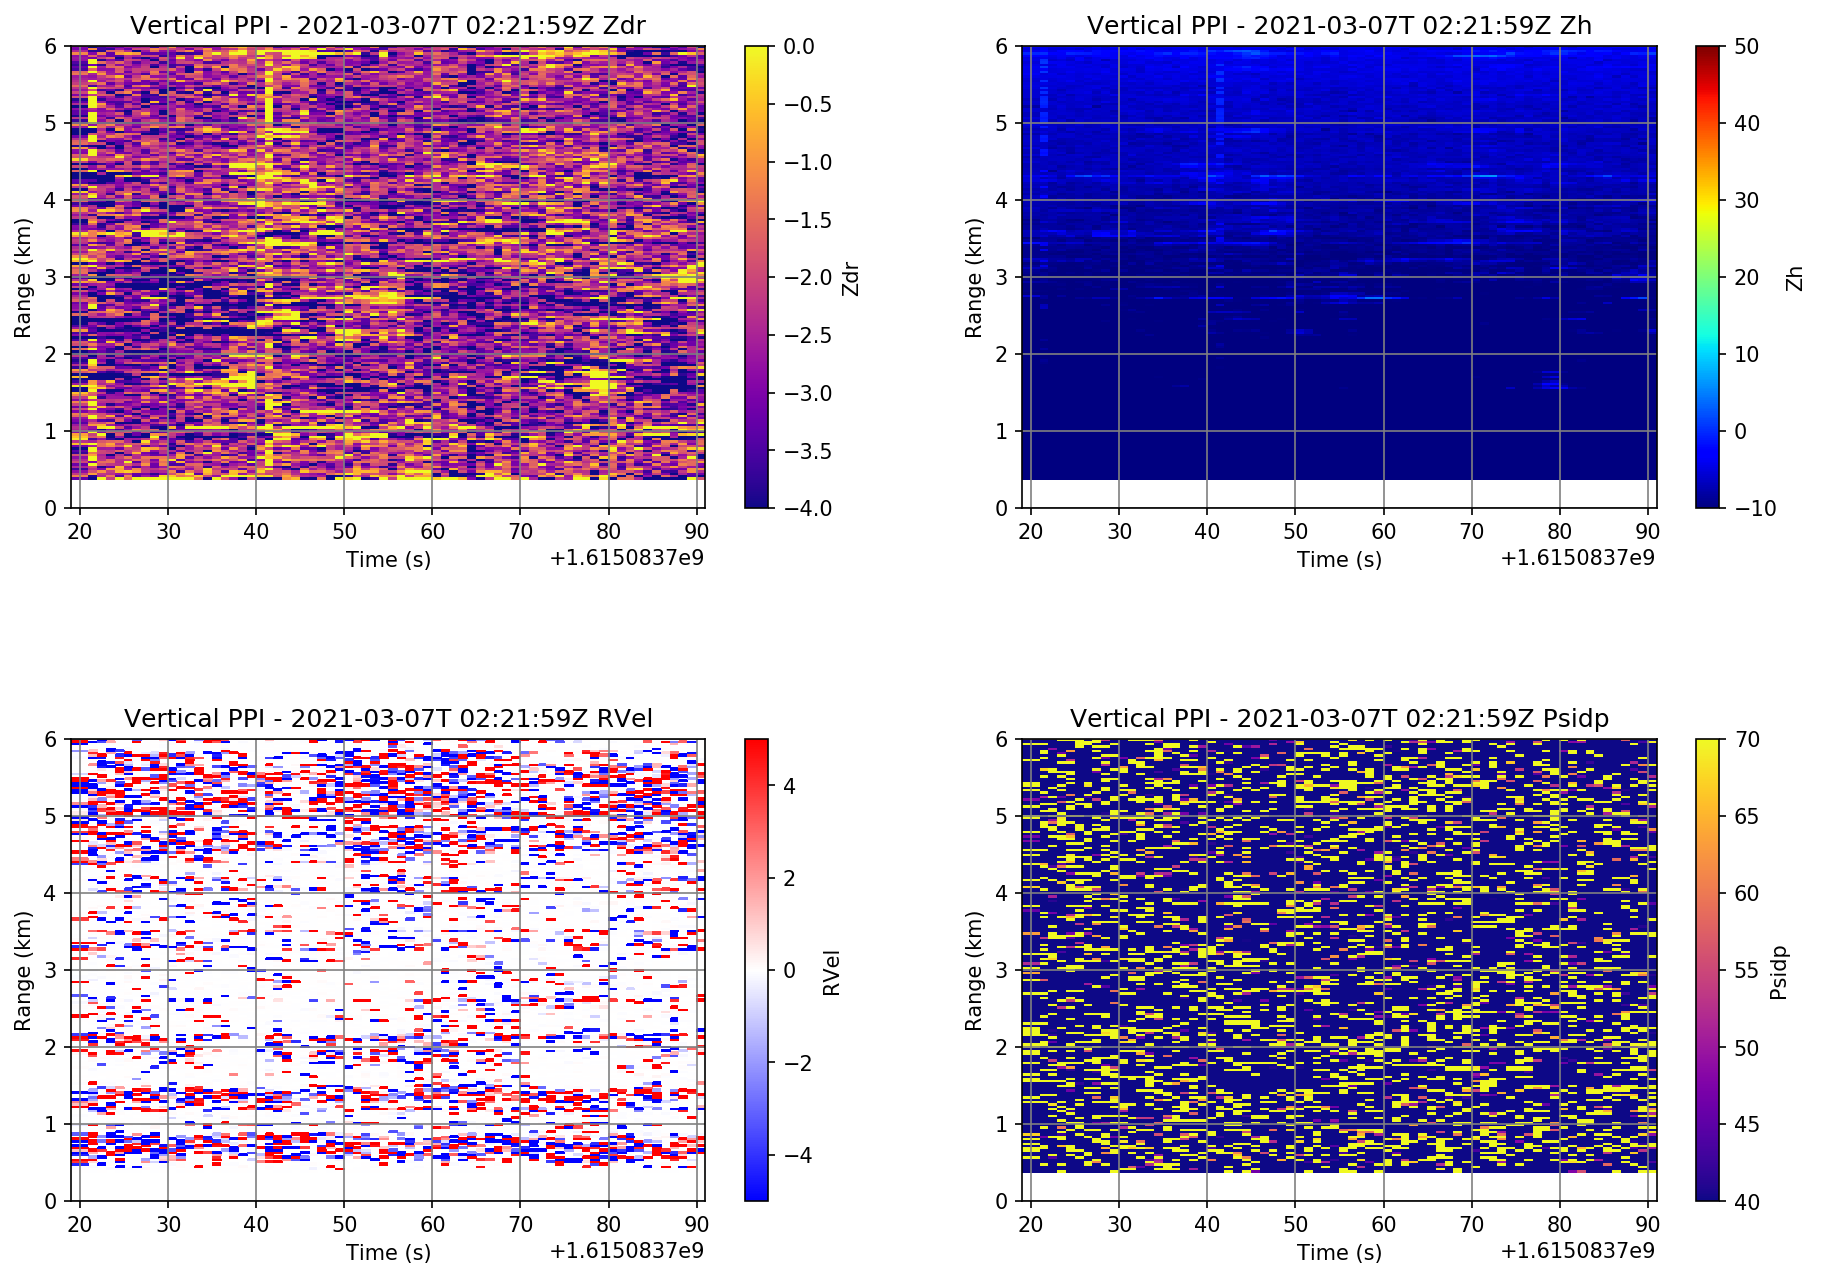 Vertical PPI - 2021-03-07T 02:21:59Z Zdr
6
5
4
3
2
1
0
Range (km)
20 30 40 50 60 70 80 90
Time (s)
+1.6150837e9
0.0
−0.5
−1.0
−1.5
−2.0
−2.5
−3.0
−3.5
−4.0
Zdr
Vertical PPI - 2021-03-07T 02:21:59Z Zh
6
5
4
3
2
1
0
Range (km)
20 30 40 50 60 70 80 90
Time (s)
+1.6150837e9
50
40
30
20
10
0
−10
Zh
Vertical PPI - 2021-03-07T 02:21:59Z RVel
6
5
4
3
2
1
0
Range (km)
20 30 40 50 60 70 80 90
Time (s)
+1.6150837e9
4
2
0
−2
−4
RVel
Vertical PPI - 2021-03-07T 02:21:59Z Psidp
6
5
4
3
2
1
0
Range (km)
20 30 40 50 60 70 80 90
Time (s)
+1.6150837e9
70
65
60
55
50
45
40
Psidp